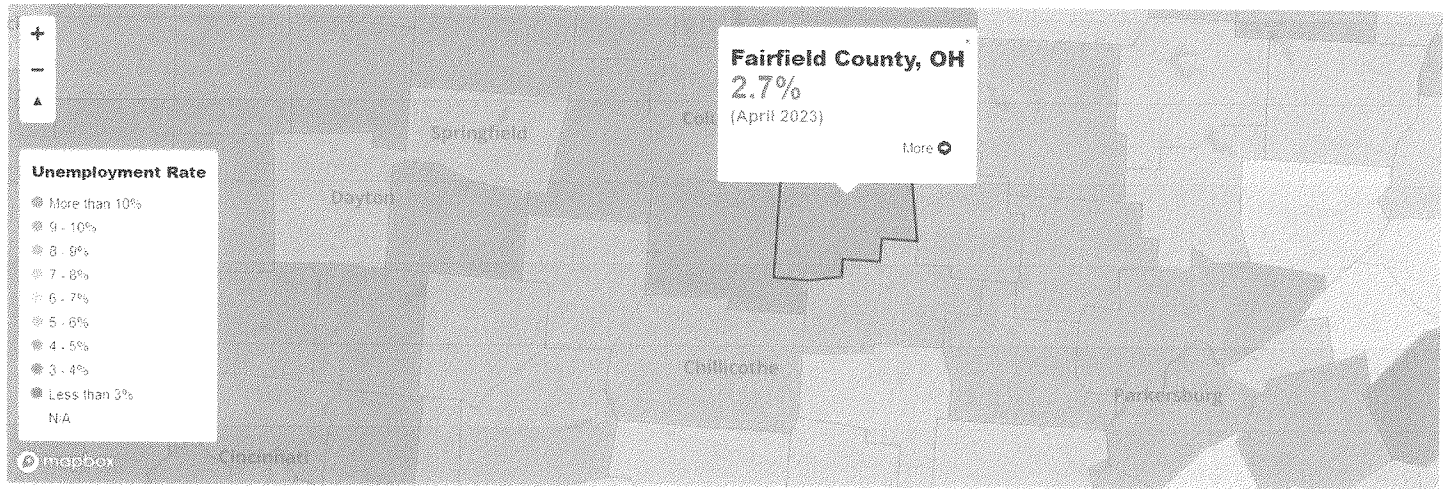 +
−
Fairfield County, OH
2.7%
(April 2023)
More
Springfield
Dayton
Unemployment Rate
More than 10%
9 - 10%
8 - 9%
7 - 8%
6 - 7%
5 - 6%
4 - 5%
3 - 4%
Less than 3%
N/A
Chillicothe
Parkersburg
Cincinnati
mapbox